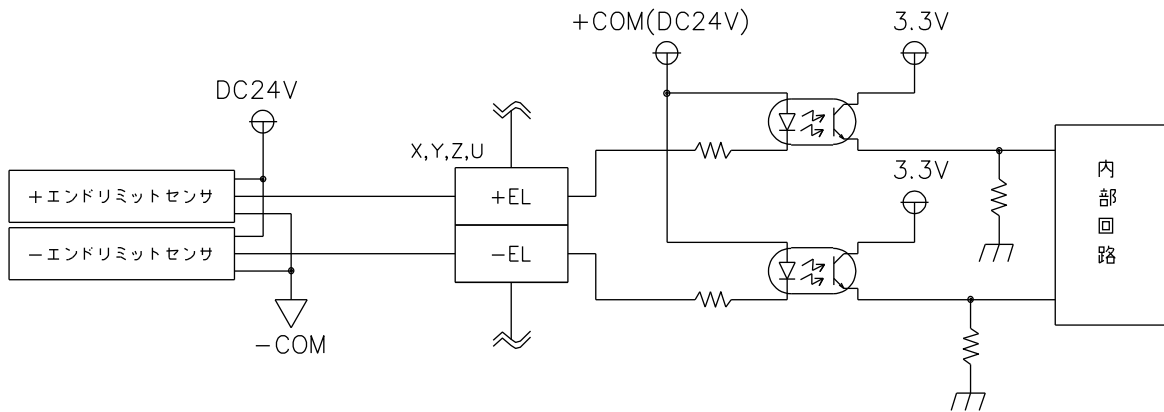 +COM(DC24V)
3.3V
DC24V
X,Y,Z,U
3.3V
+エンドリミットセンサ
+EL
内部回路
−エンドリミットセンサ
−EL
−COM